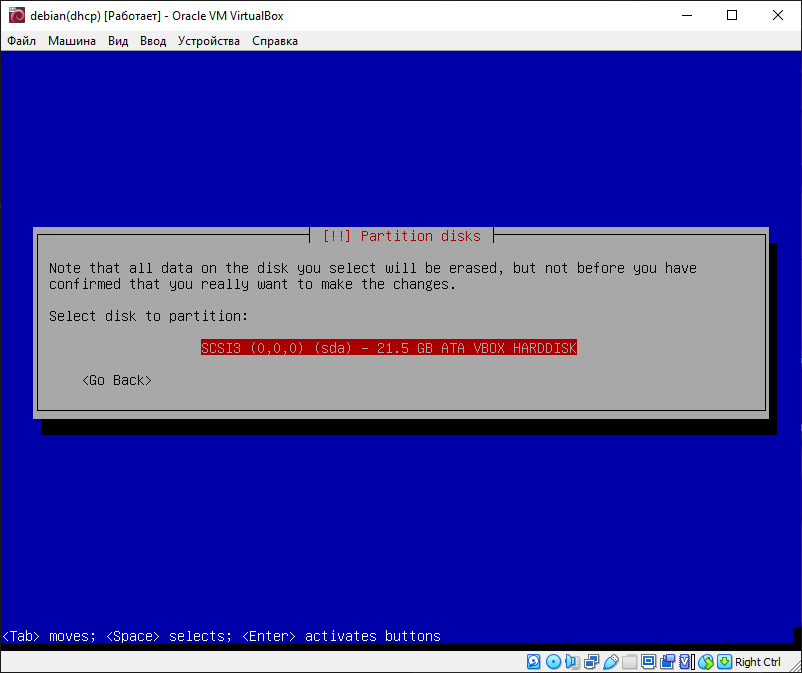 debian(dhcp) [Работает] - Oracle VM VirtualBox
Файл Машина Вид Ввод Устройства Справка
[!!] Partition disks
Note that all data on the disk you select will be erased, but not before you have
confirmed that you really want to make the changes.
Select disk to partition:
SCSI3 (0,0,0) (sda) - 21.5 GB ATA VBOX HARDDISK
<Go Back>
<Tab> moves; <Space> selects; <Enter> activates buttons
Right Ctrl